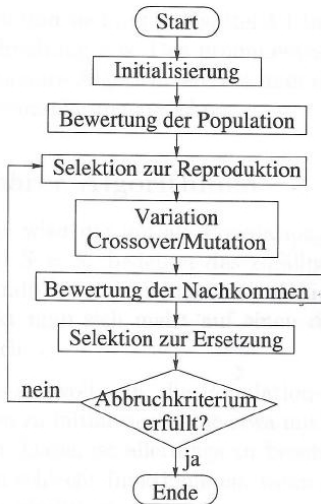 Start
Initialisierung
Bewertung der Population
Selektion zur Reproduktion
Variation
Crossover/Mutation
Bewertung der Nachkommen
Selektion zur Ersetzung
nein
Abbruchkriterium
erfüllt?
ja
Ende